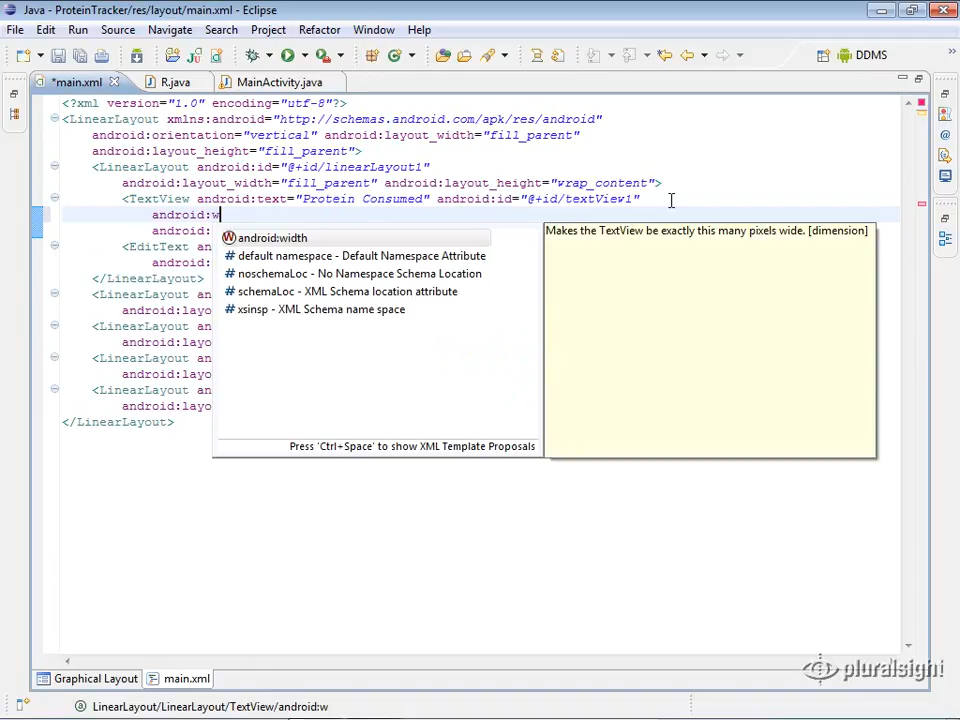 Java - ProteinTracker/res/layout/main.xml - Eclipse
File Edit Run Source Navigate Search Project Refactor Window Help
DDMS
*main.xml R.java MainActivity.java
<?xml version="1.0" encoding="utf-8"?>
<LinearLayout xmlns:android="http://schemas.android.com/apk/res/android"
android:orientation="vertical" android:layout_width="fill_parent"
android:layout_height="fill_parent">
<LinearLayout android:id="@+id/linearLayout1"
android:layout_width="fill_parent" android:layout_height="wrap_content">
<TextView android:text="Protein Consumed" android:id="@+id/textView1"
android:w
android:
<EditText an
android:
</LinearLayout>
<LinearLayout an
android:layo
<LinearLayout an
android:layo
<LinearLayout an
android:layo
<LinearLayout an
android:layo
</LinearLayout>
android:width
default namespace - Default Namespace Attribute
noschemaLoc - No Namespace Schema Location
schemaLoc - XML Schema location attribute
xsinsp - XML Schema name space
Press 'Ctrl+Space' to show XML Template Proposals
Makes the TextView be exactly this many pixels wide. [dimension]
pluralsight
Graphical Layout main.xml
LinearLayout/LinearLayout/TextView/android:w